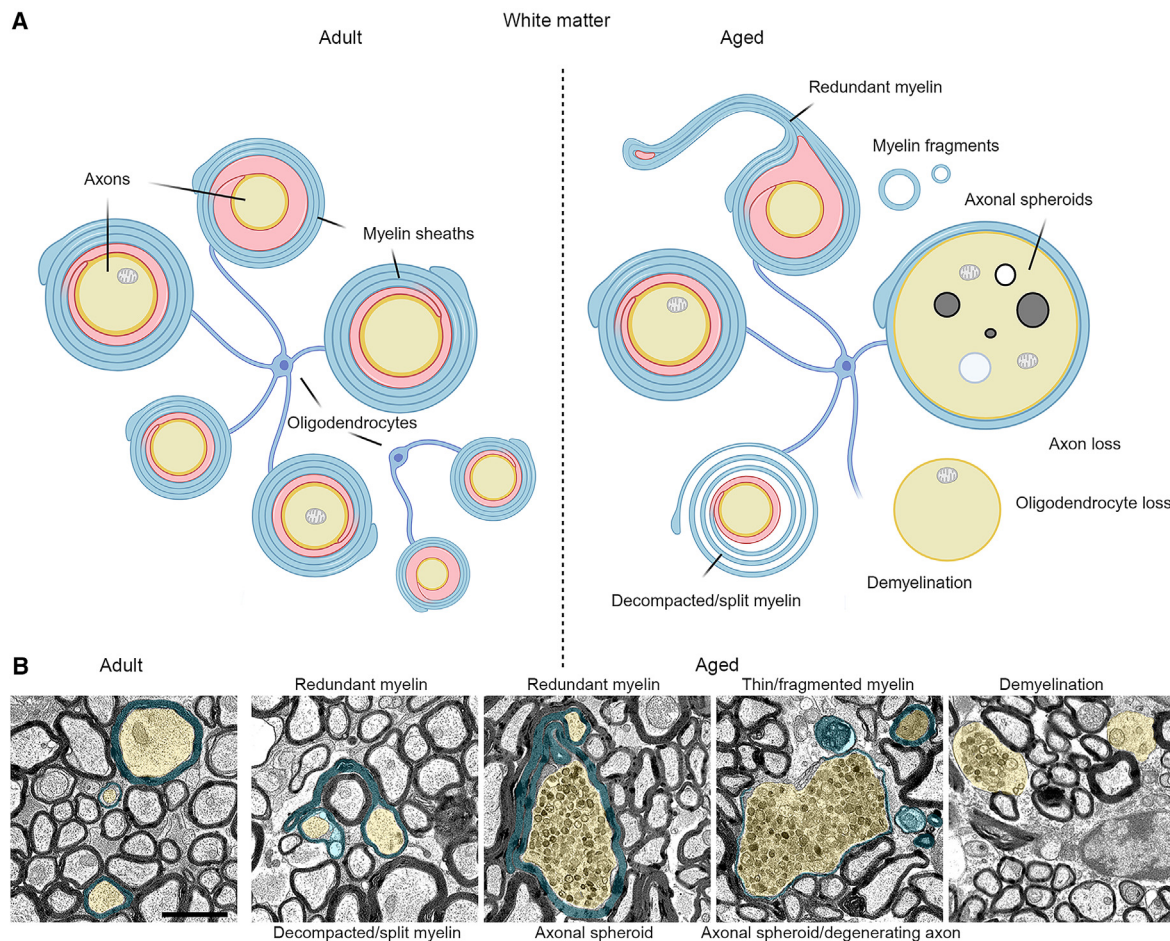 A
White matter
Adult
Aged
Redundant myelin
Myelin fragments
Axons
Axonal spheroids
Myelin sheaths
Oligodendrocytes
Axon loss
Oligodendrocyte loss
Demyelination
Decompacted/split myelin
B
Adult
Aged
Redundant myelin
Redundant myelin
Thin/fragmented myelin
Demyelination
Decompacted/split myelin
Axonal spheroid
Axonal spheroid/degenerating axon